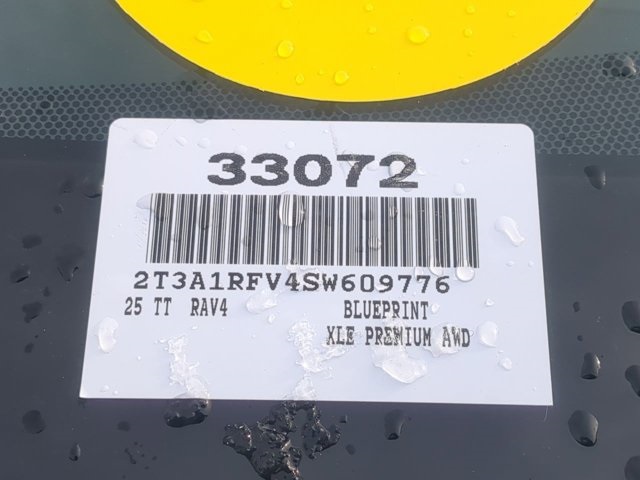 33072
2T3A1RFV4SW609776
25 TT RAV4 BLUEPRINT
XLE PREMIUM AWD